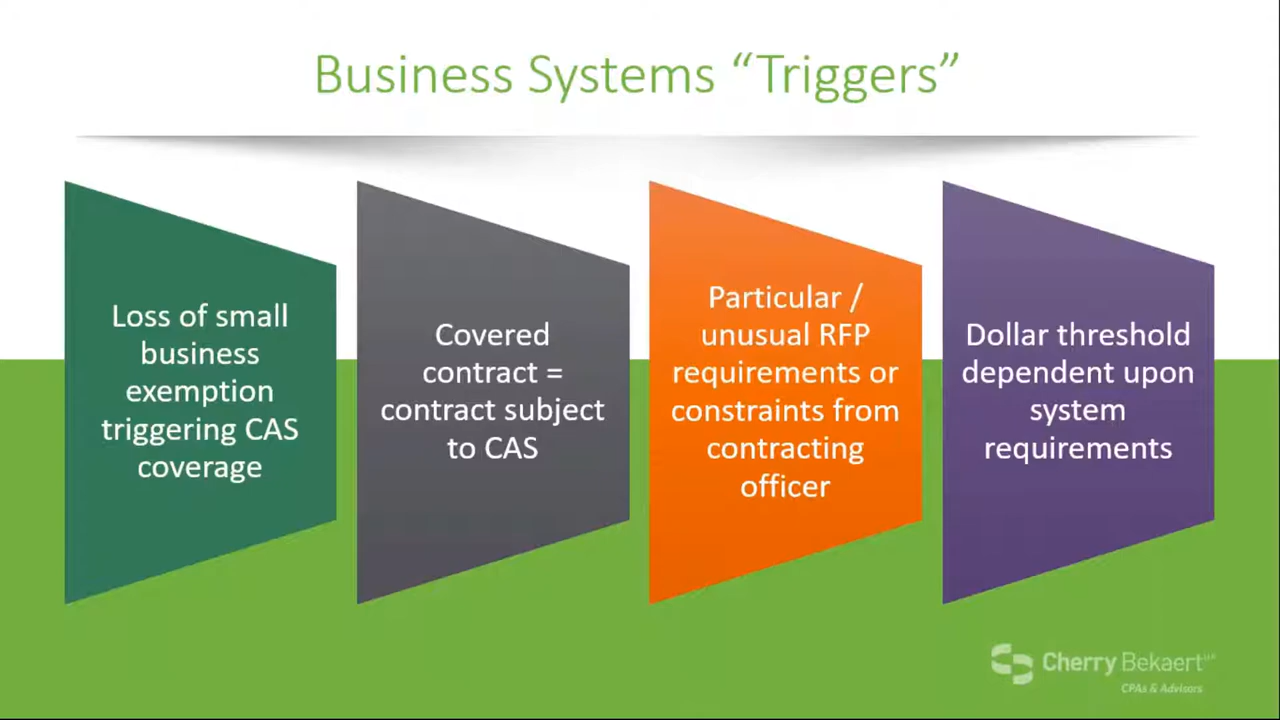 Business Systems “Triggers”
Loss of small
business
exemption
triggering CAS
coverage
Covered
contract =
contract subject
to CAS
Particular /
unusual RFP
requirements or
constraints from
contracting
officer
Dollar threshold
dependent upon
system
requirements
Cherry Bekaert LLP
CPAs & Advisors